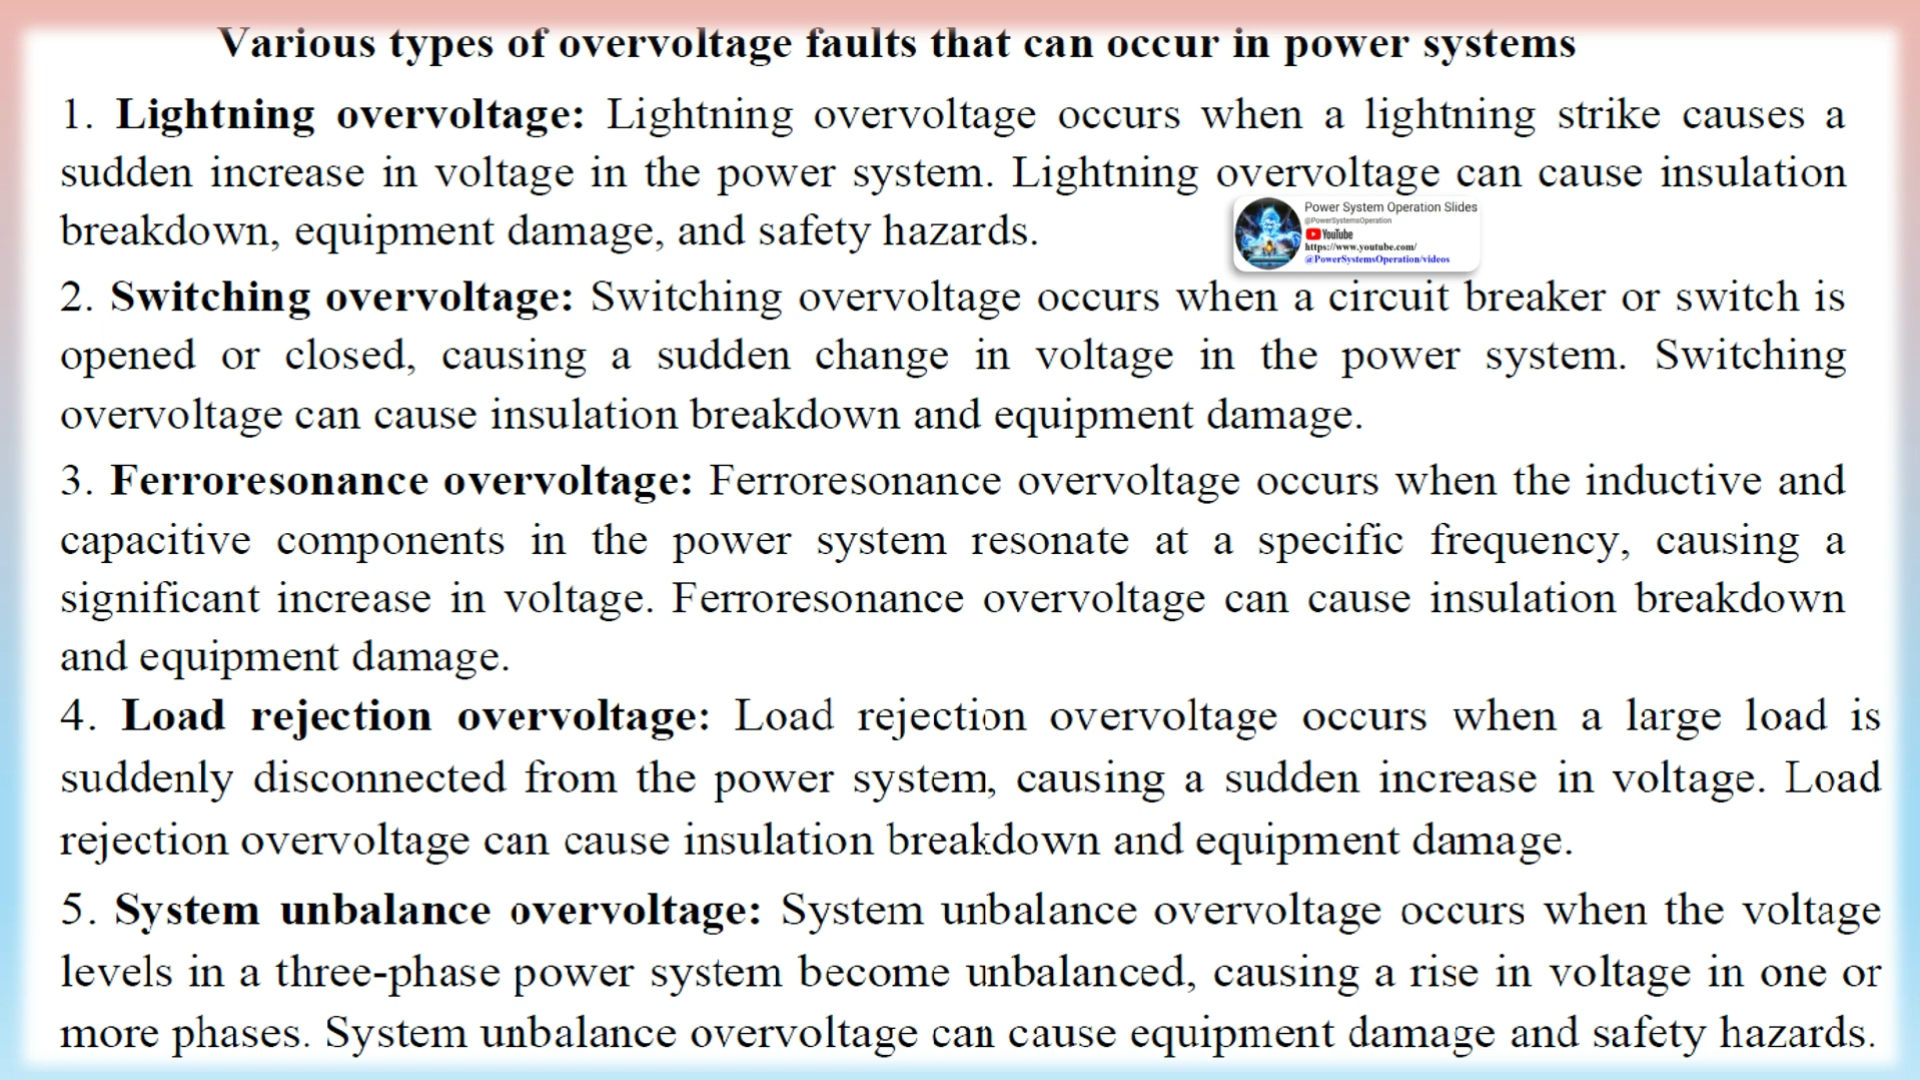 Various types of overvoltage faults that can occur in power systems
1. Lightning overvoltage: Lightning overvoltage occurs when a lightning strike causes a
sudden increase in voltage in the power system. Lightning overvoltage can cause insulation
breakdown, equipment damage, and safety hazards.
Power System Operation Slides
@PowerSystemsOperation
YouTube
https://www.youtube.com/
@PowerSystemsOperation/videos
2. Switching overvoltage: Switching overvoltage occurs when a circuit breaker or switch is
opened or closed, causing a sudden change in voltage in the power system. Switching
overvoltage can cause insulation breakdown and equipment damage.
3. Ferroresonance overvoltage: Ferroresonance overvoltage occurs when the inductive and
capacitive components in the power system resonate at a specific frequency, causing a
significant increase in voltage. Ferroresonance overvoltage can cause insulation breakdown
and equipment damage.
4. Load rejection overvoltage: Load rejection overvoltage occurs when a large load is
suddenly disconnected from the power system, causing a sudden increase in voltage. Load
rejection overvoltage can cause insulation breakdown and equipment damage.
5. System unbalance overvoltage: System unbalance overvoltage occurs when the voltage
levels in a three-phase power system become unbalanced, causing a rise in voltage in one or
more phases. System unbalance overvoltage can cause equipment damage and safety hazards.